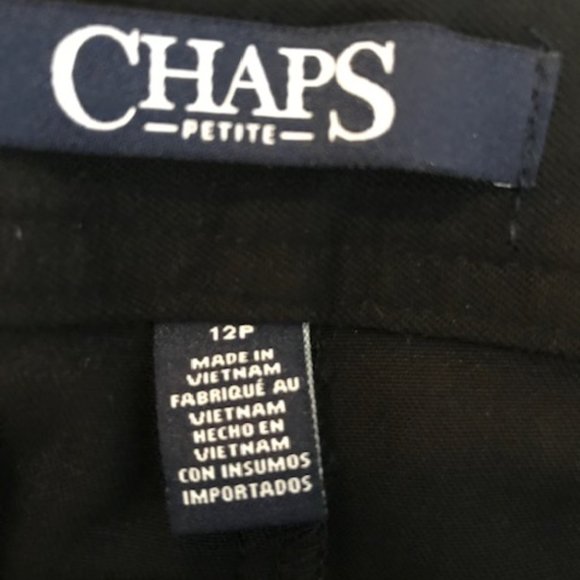 CHAPS
PETITE
12P
MADE IN
VIETNAM
FABRIQUÉ AU
VIETNAM
HECHO EN
VIETNAM
CON INSUMOS
IMPORTADOS